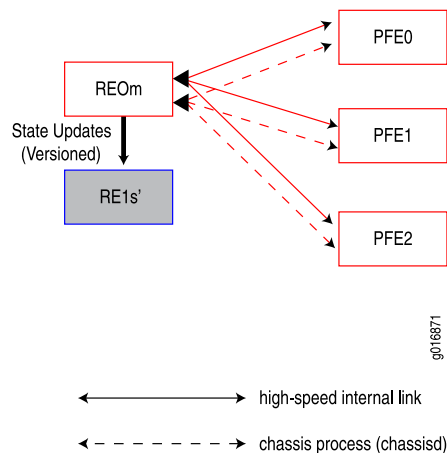 PFE0
REOm
State Updates
(Versioned)
PFE1
RE1s’
PFE2
g016871
high-speed internal link
chassis process (chassisd)